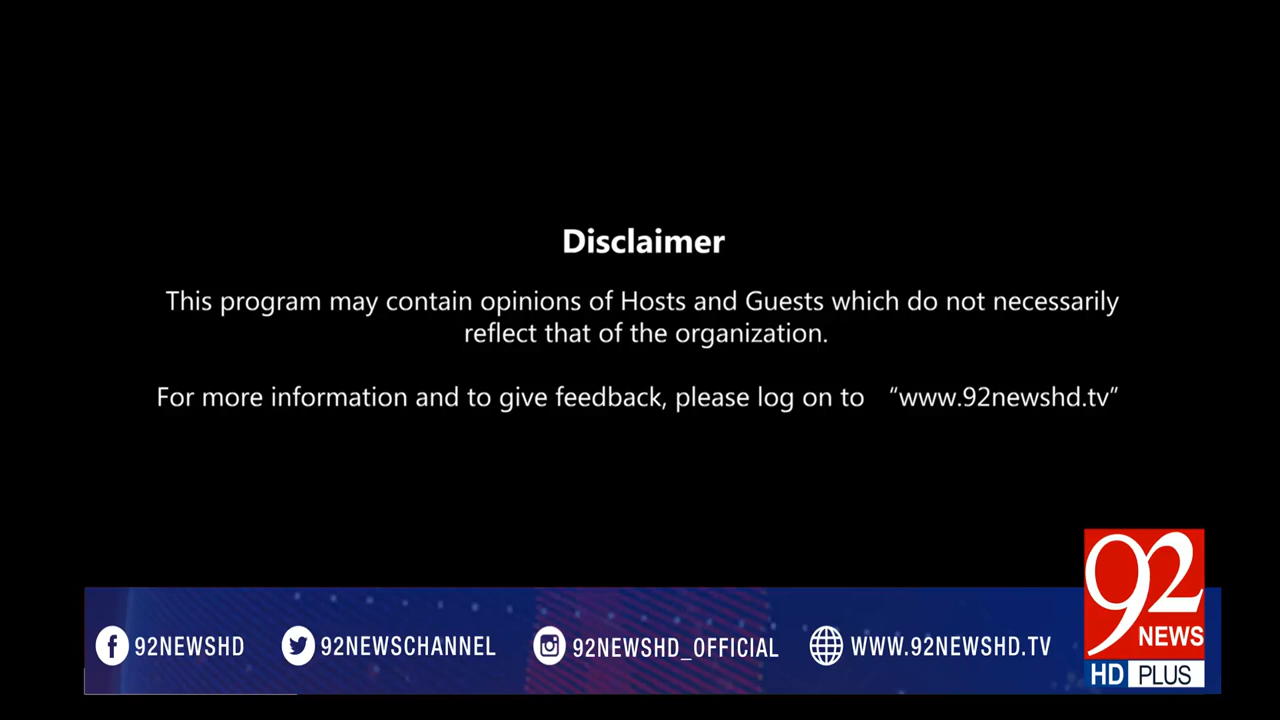 Disclaimer
This program may contain opinions of Hosts and Guests which do not necessarily
reflect that of the organization.
For more information and to give feedback, please log on to “www.92newshd.tv”
92NEWSHD
92NEWSCHANNEL
92NEWSHD_OFFICIAL
WWW.92NEWSHD.TV
92
NEWS
HD PLUS